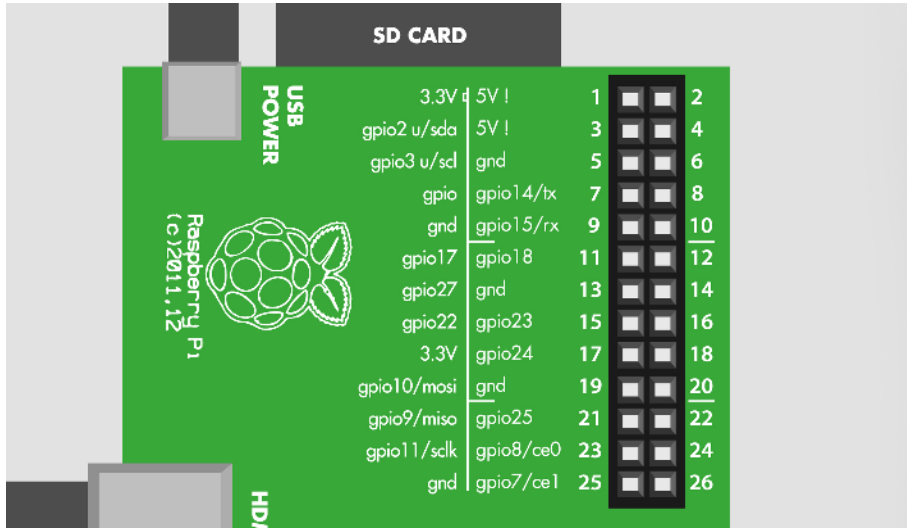 SD CARD
USB
POWER
3.3V 5V ! 1 2
gpio2 u/sda 5V ! 3 4
gpio3 u/scl gnd 5 6
gpio gpio14/tx 7 8
gnd gpio15/rx 9 10
gpio17 gpio18 11 12
gpio27 gnd 13 14
gpio22 gpio23 15 16
3.3V gpio24 17 18
gpio10/mosi gnd 19 20
gpio9/miso gpio25 21 22
gpio11/sclk gpio8/ce0 23 24
gnd gpio7/ce1 25 26
Raspberry Pi
(c)2011,12